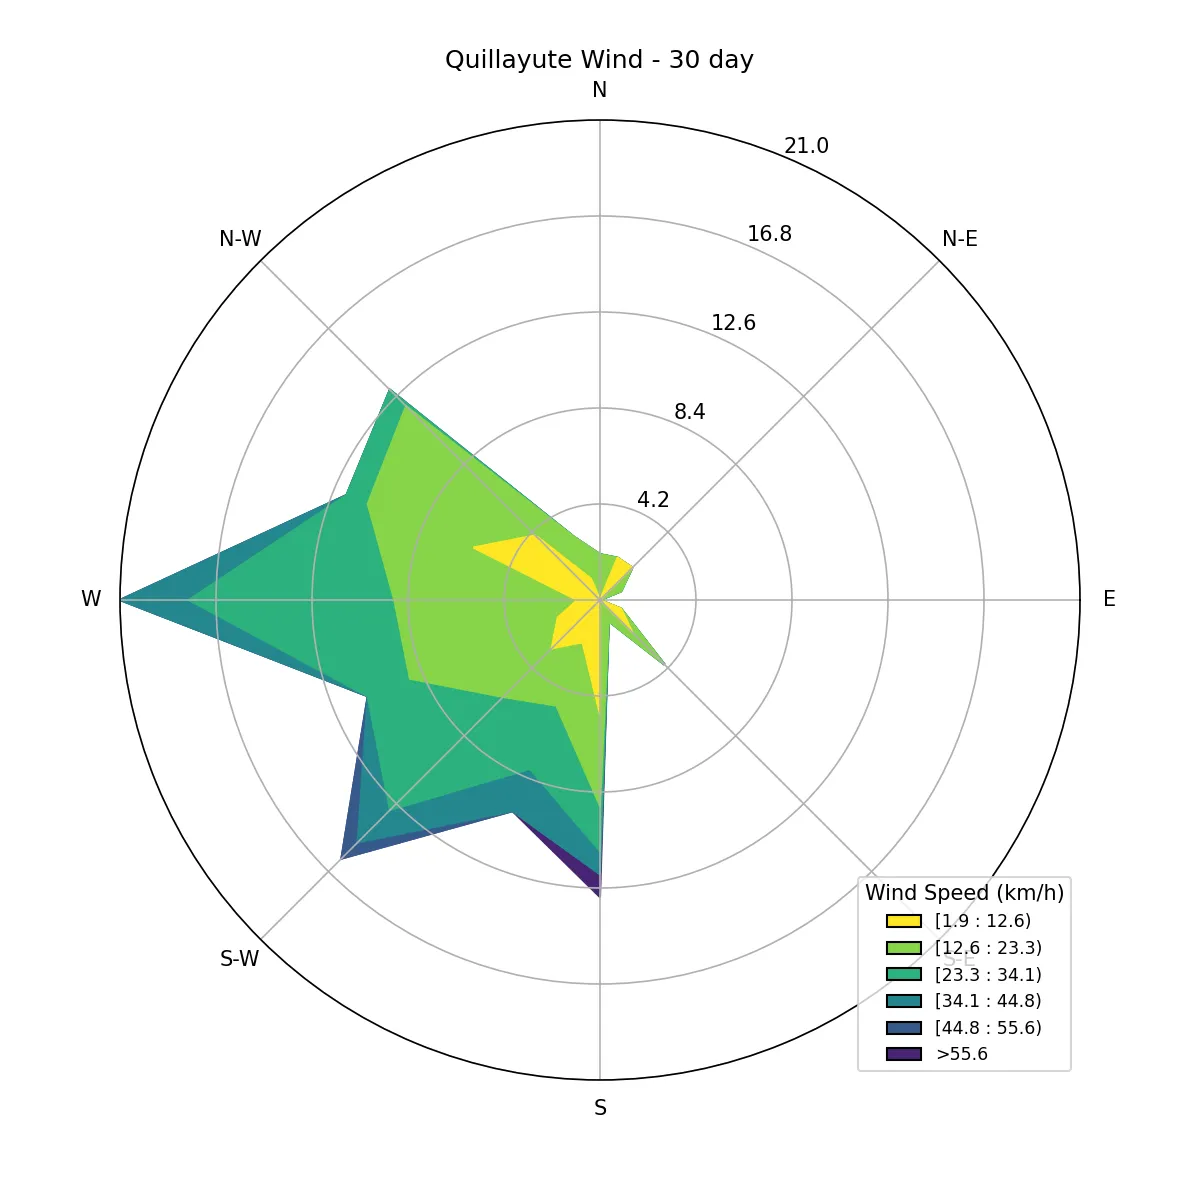 Quillayute Wind - 30 day
N
21.0
N-W
16.8
N-E
12.6
8.4
4.2
W
E
S-W
S-E
S
Wind Speed (km/h)
[1.9 : 12.6)
[12.6 : 23.3)
[23.3 : 34.1)
[34.1 : 44.8)
[44.8 : 55.6)
>55.6